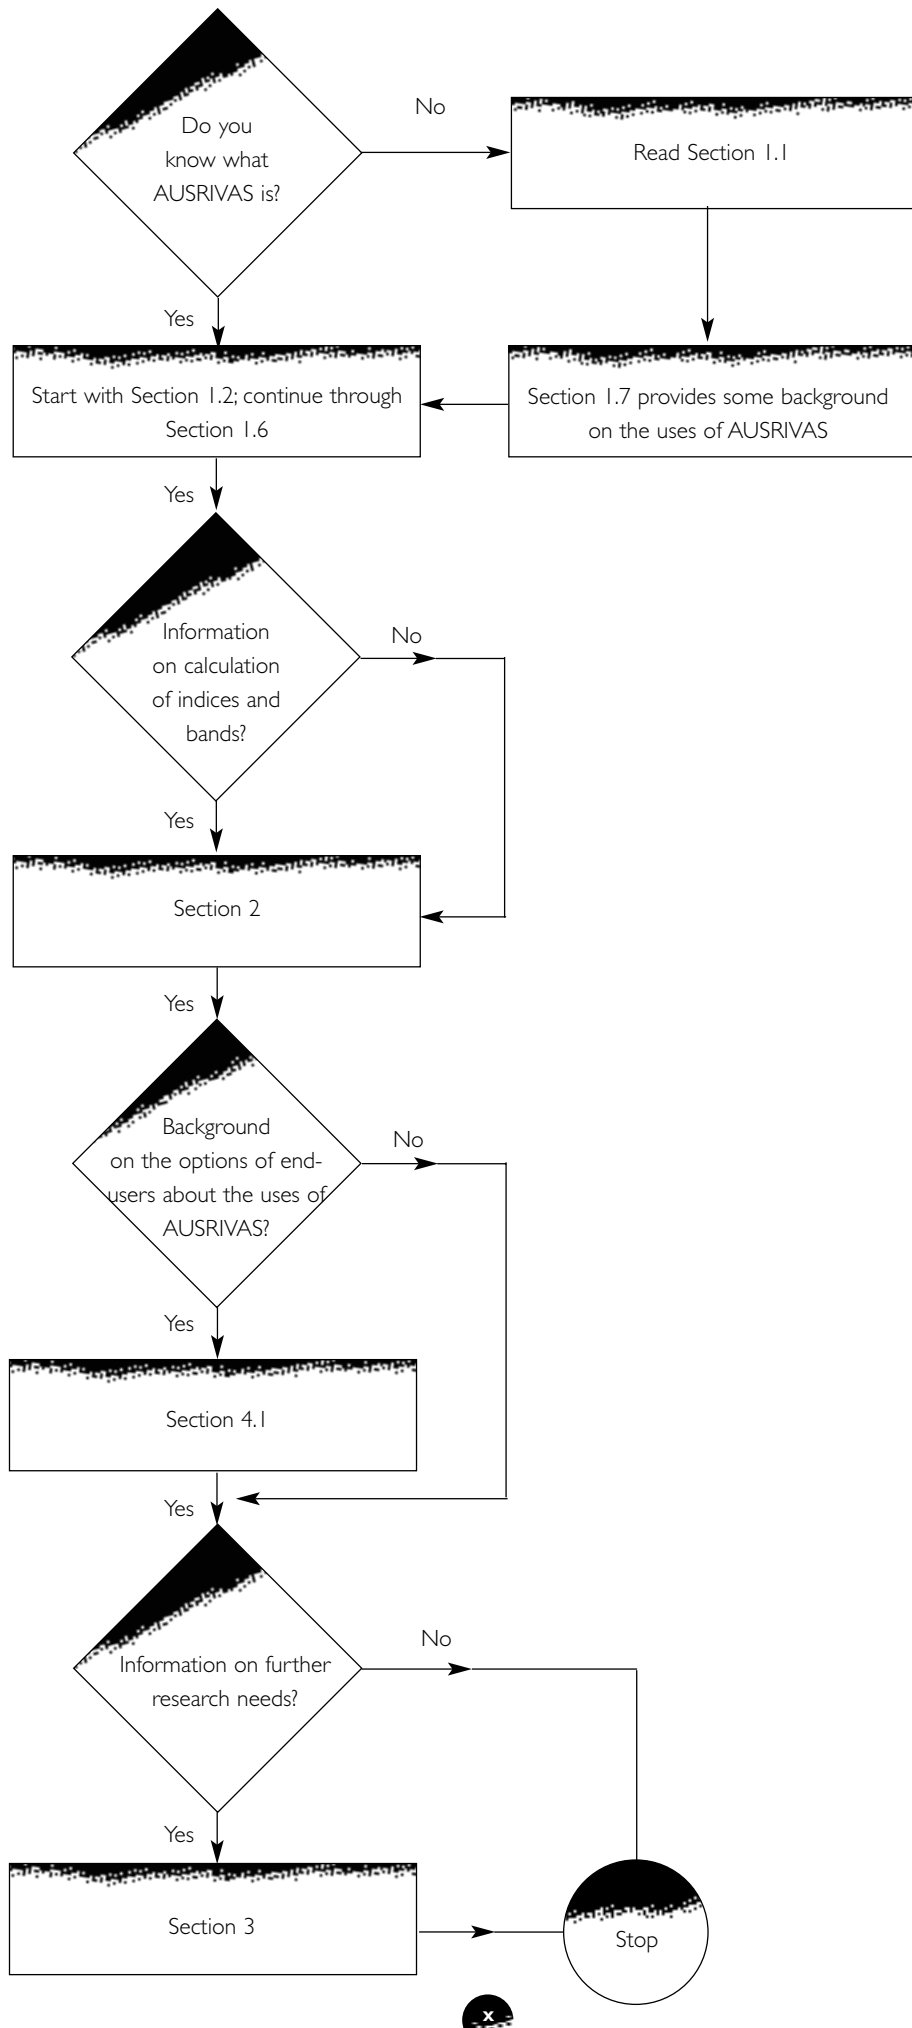 Do you
know what
AUSRIVAS is?
No
Read Section 1.1
Yes
Start with Section 1.2; continue through
Section 1.6
Section 1.7 provides some background
on the uses of AUSRIVAS
Yes
Information
on calculation
of indices and
bands?
No
Yes
Section 2
Yes
Background
on the options of end-
users about the uses of
AUSRIVAS?
No
Yes
Section 4.1
Yes
Information on further
research needs?
No
Yes
Section 3
Stop
x